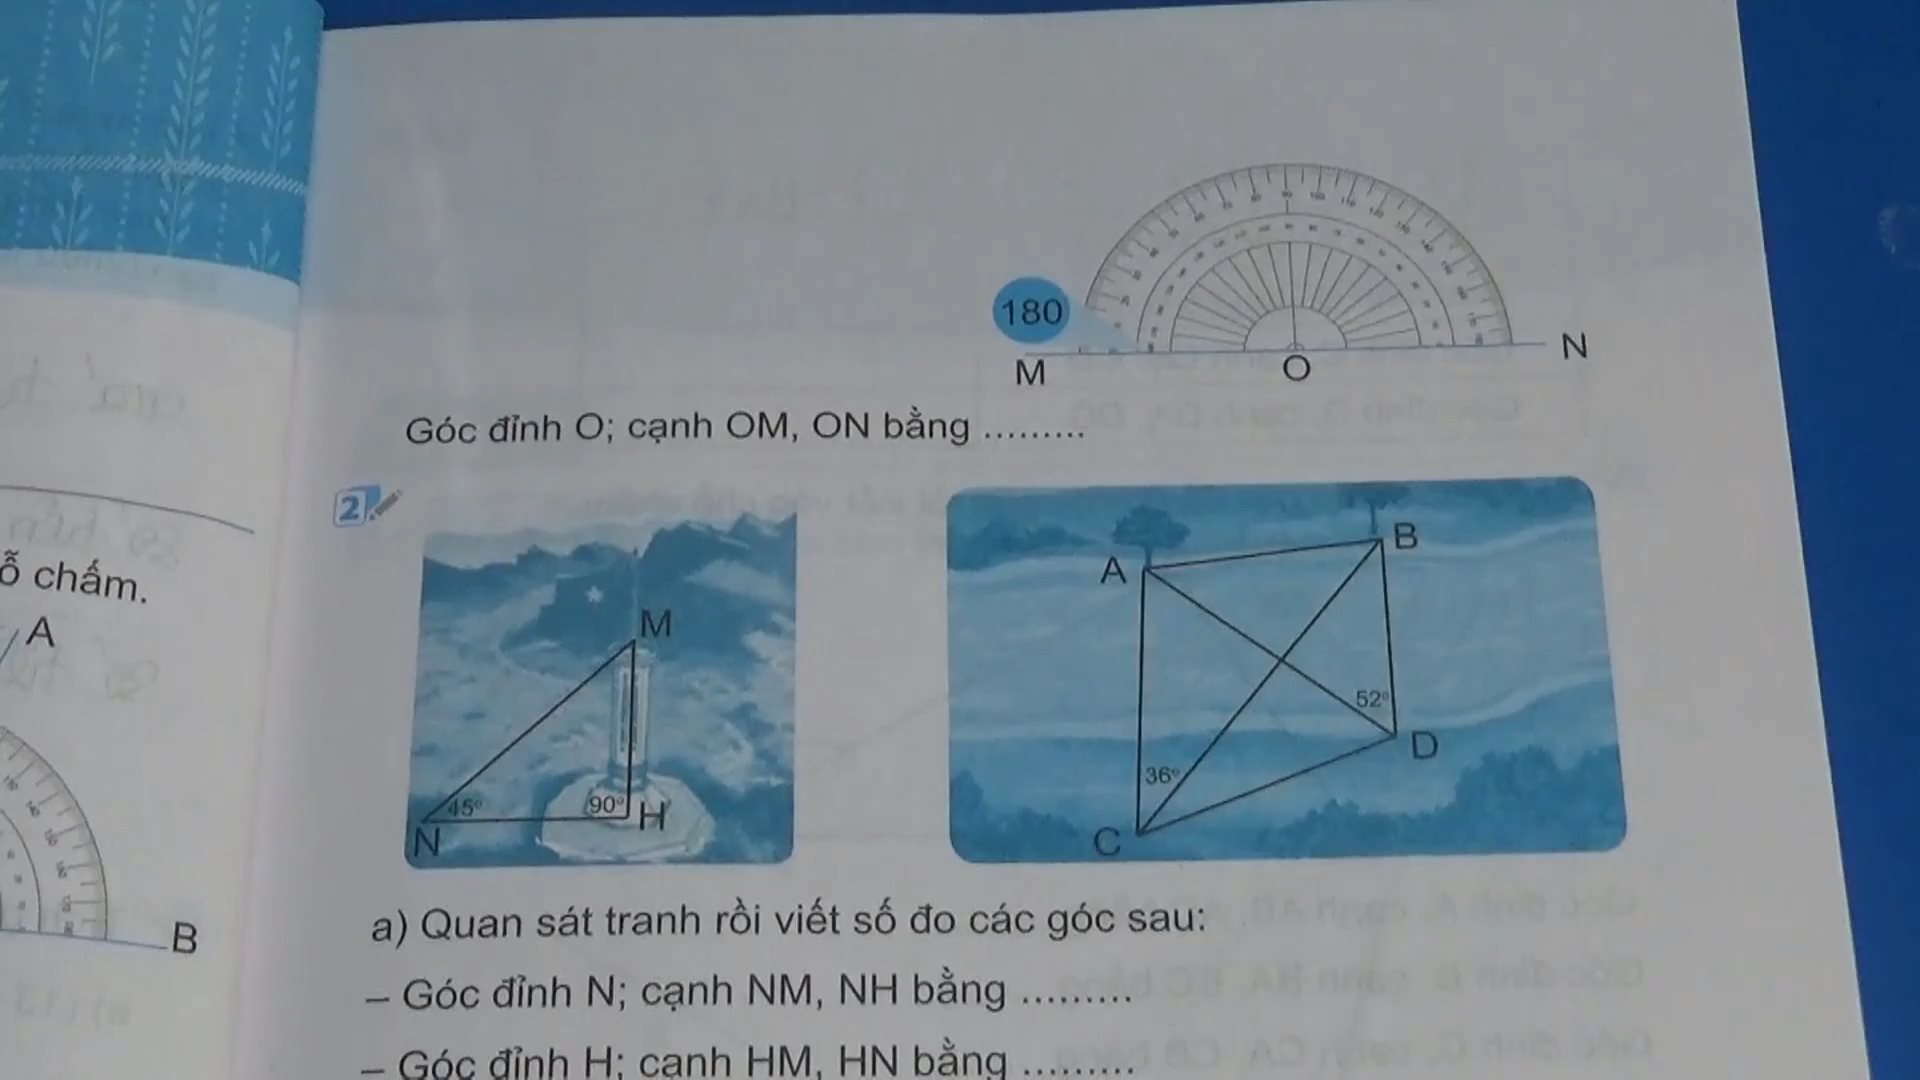 180
M
O
N
Góc đỉnh O; cạnh OM, ON bằng .........
2
M
45°
90°
N
H
A
B
52°
D
36°
C
a) Quan sát tranh rồi viết số đo các góc sau:
– Góc đỉnh N; cạnh NM, NH bằng .........
– Góc đỉnh H; cạnh HM, HN bằng .........
chấm.
A
B